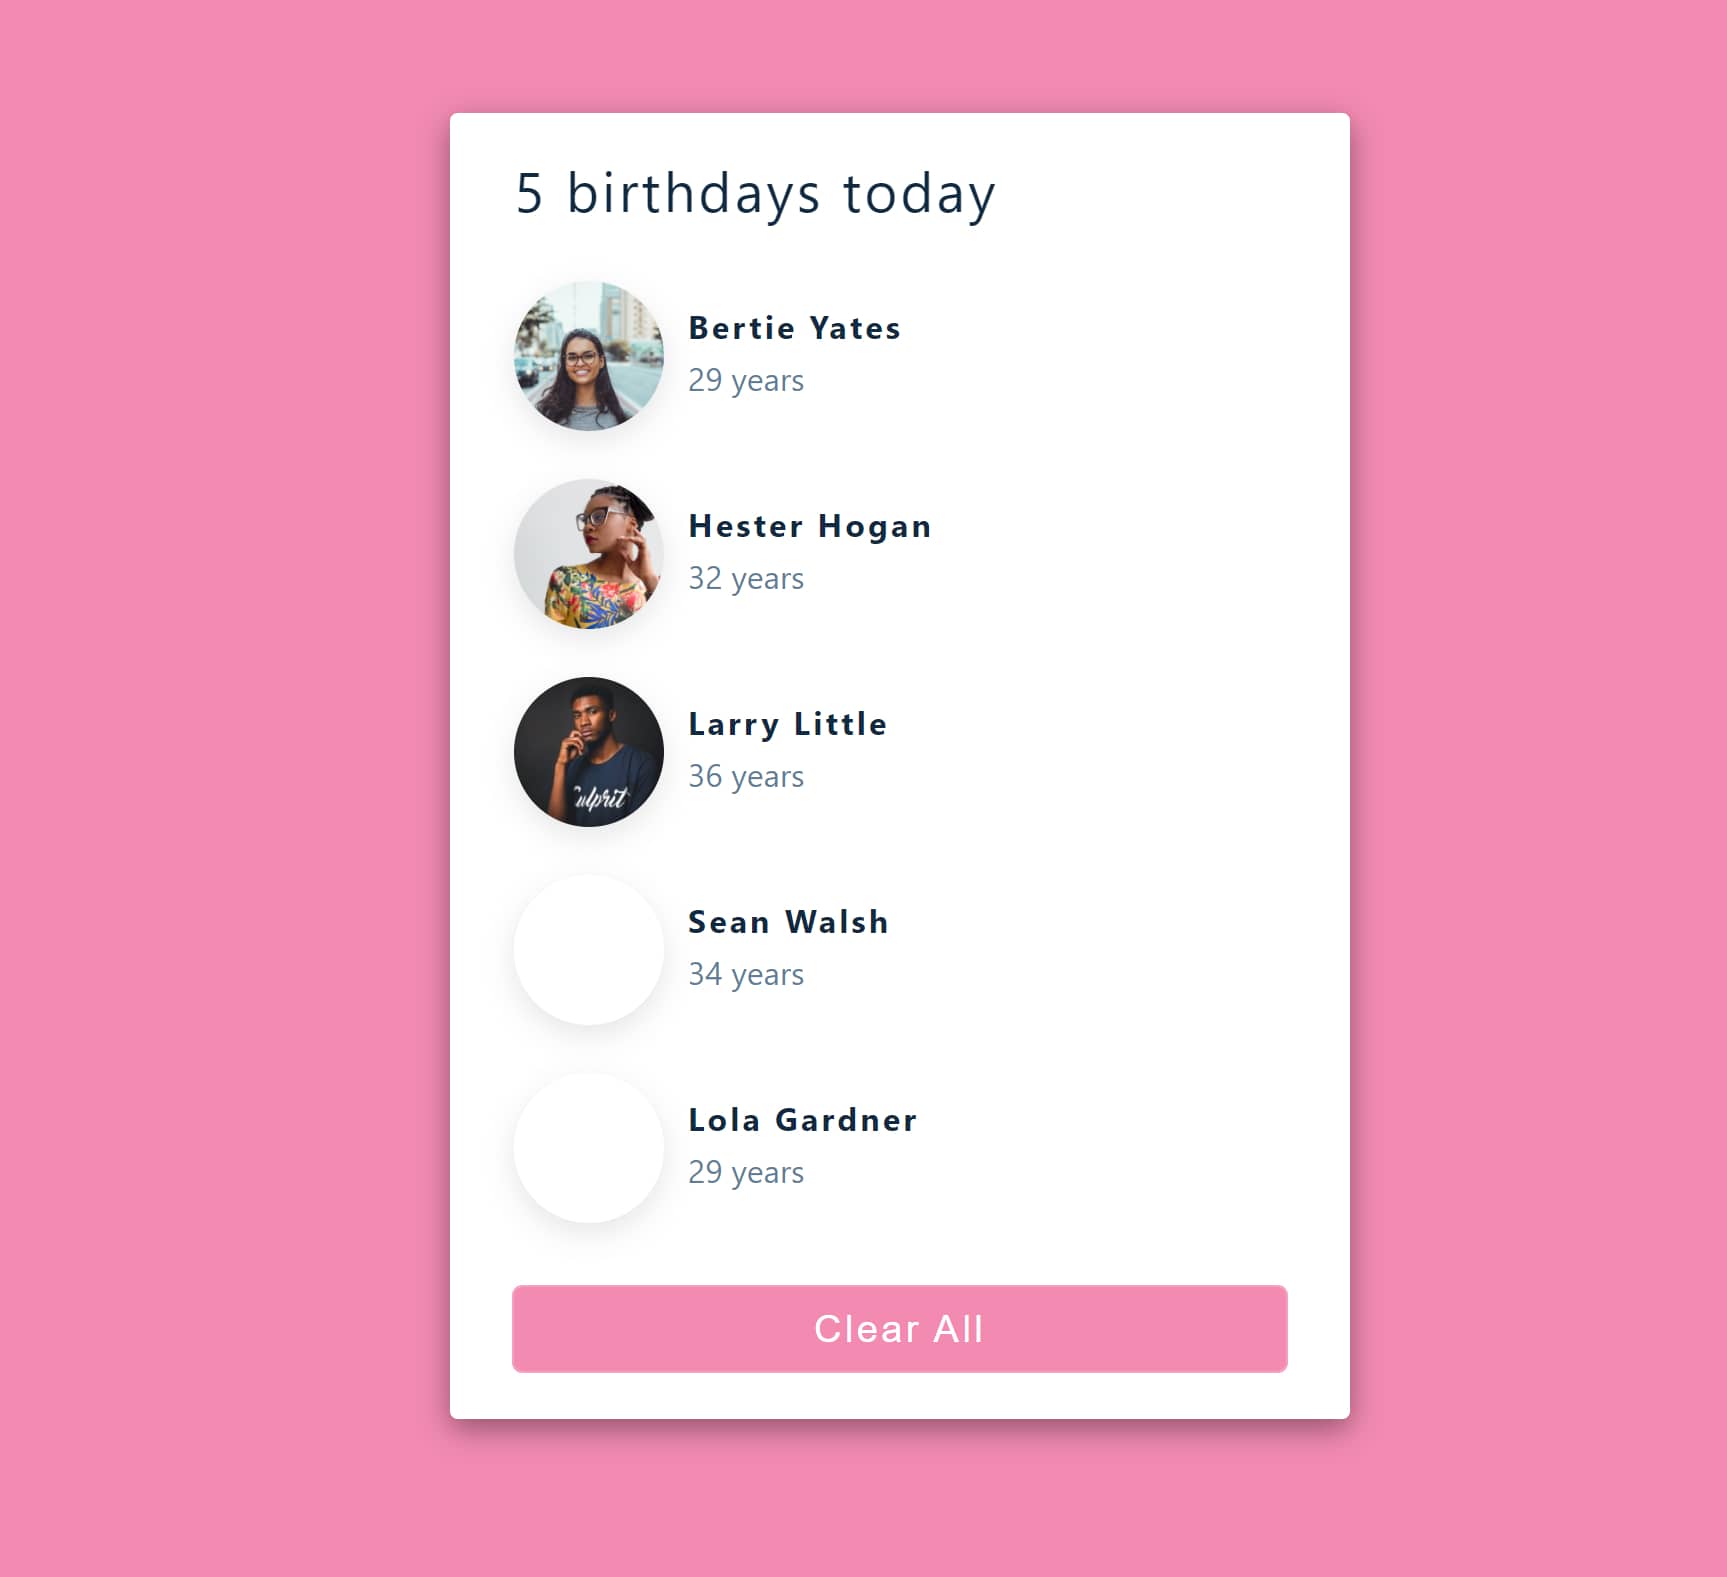 5 birthdays today
Bertie Yates
29 years
Hester Hogan
32 years
Larry Little
36 years
Sean Walsh
34 years
Lola Gardner
29 years
Clear All